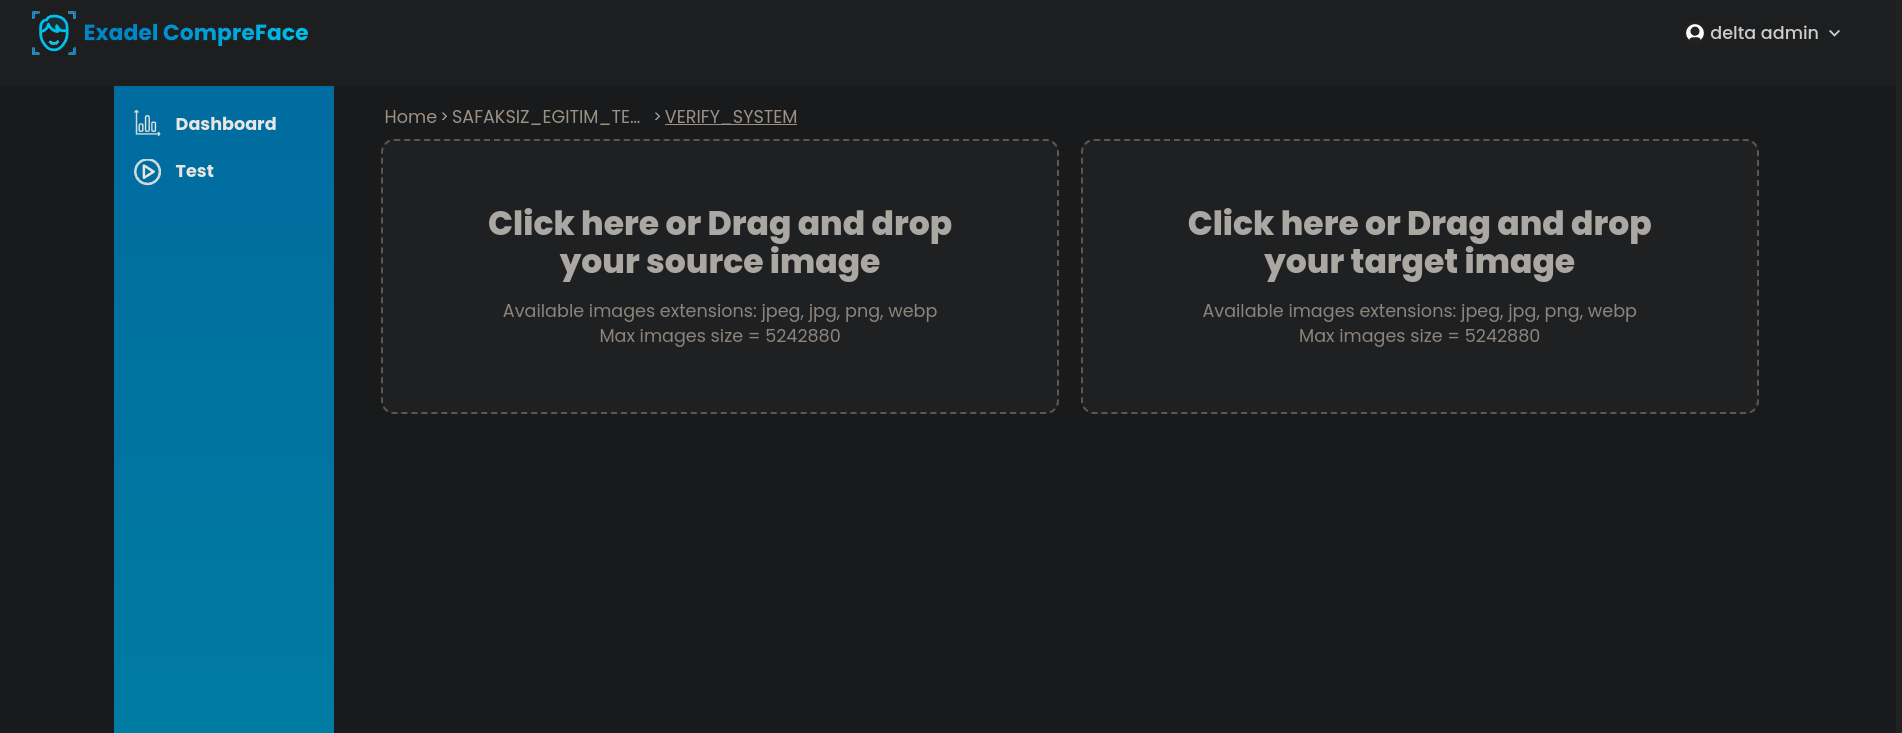 Exadel CompreFace
delta admin
Dashboard
Test
Home > SAFAKSIZ_EGITIM_TE... > VERIFY_SYSTEM
Click here or Drag and drop
your source image
Available images extensions: jpeg, jpg, png, webp
Max images size = 5242880
Click here or Drag and drop
your target image
Available images extensions: jpeg, jpg, png, webp
Max images size = 5242880